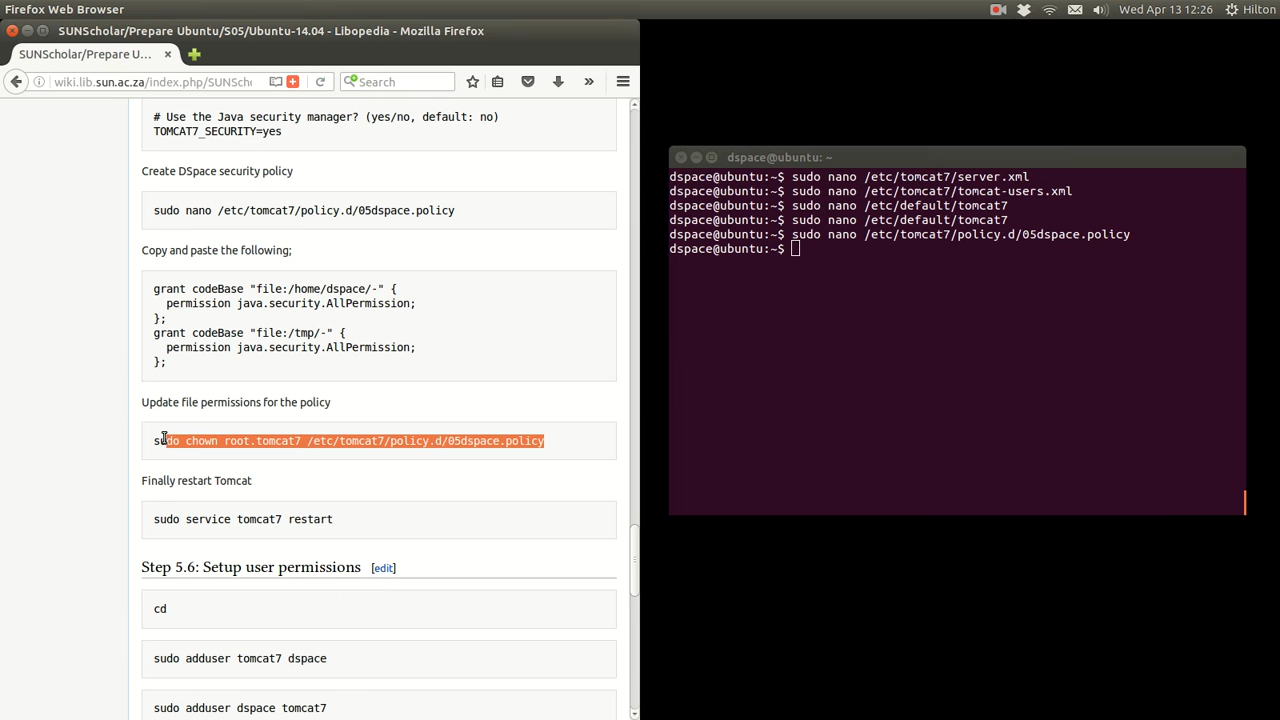 Firefox Web Browser
Wed Apr 13 12:26
Hilton
SUNScholar/Prepare Ubuntu/S05/Ubuntu-14.04 - Libopedia - Mozilla Firefox
SUNScholar/Prepare U...
wiki.lib.sun.ac.za/index.php/SUNSch
Search
# Use the Java security manager? (yes/no, default: no)
TOMCAT7_SECURITY=yes
Create DSpace security policy
sudo nano /etc/tomcat7/policy.d/05dspace.policy
Copy and paste the following;
grant codeBase "file:/home/dspace/-" {
permission java.security.AllPermission;
};
grant codeBase "file:/tmp/-" {
permission java.security.AllPermission;
};
Update file permissions for the policy
sudo chown root.tomcat7 /etc/tomcat7/policy.d/05dspace.policy
Finally restart Tomcat
sudo service tomcat7 restart
Step 5.6: Setup user permissions [edit]
cd
sudo adduser tomcat7 dspace
sudo adduser dspace tomcat7
dspace@ubuntu: ~
dspace@ubuntu:~$ sudo nano /etc/tomcat7/server.xml
dspace@ubuntu:~$ sudo nano /etc/tomcat7/tomcat-users.xml
dspace@ubuntu:~$ sudo nano /etc/default/tomcat7
dspace@ubuntu:~$ sudo nano /etc/default/tomcat7
dspace@ubuntu:~$ sudo nano /etc/tomcat7/policy.d/05dspace.policy
dspace@ubuntu:~$